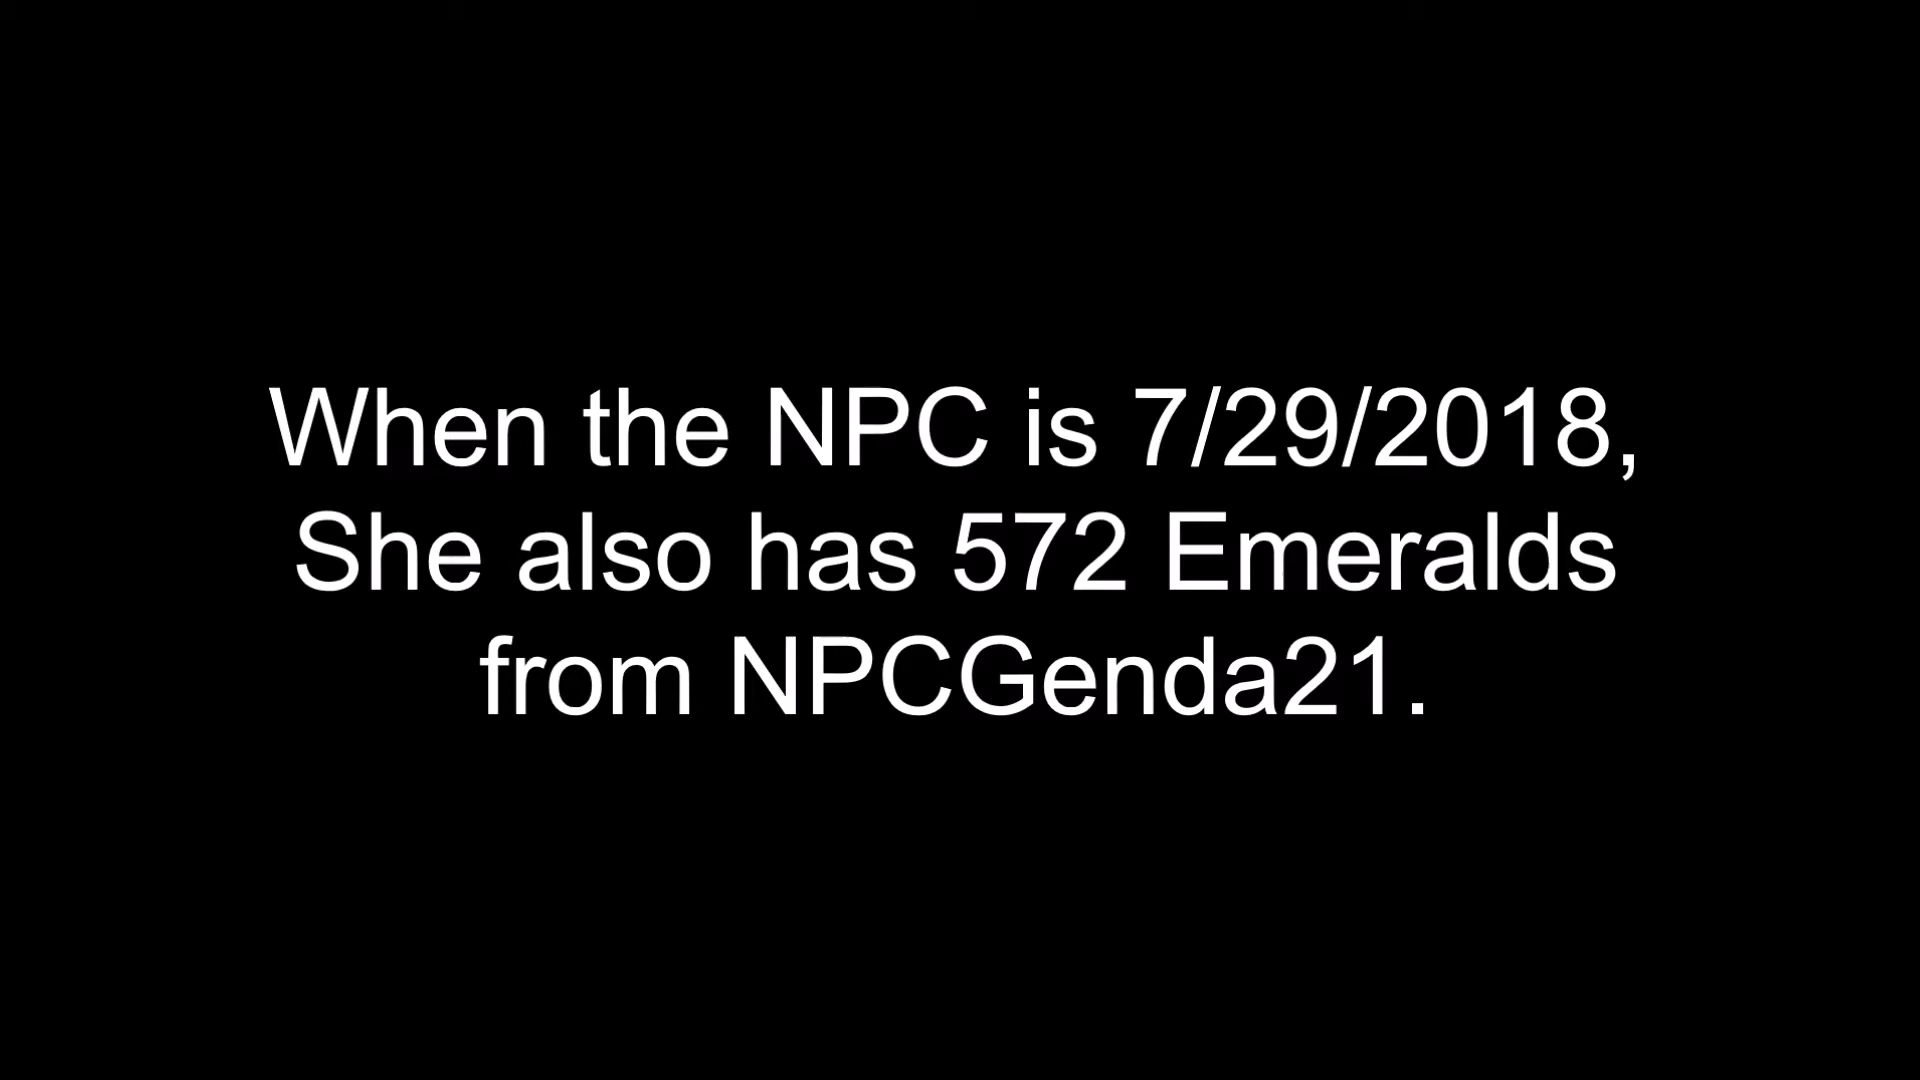 When the NPC is 7/29/2018,
She also has 572 Emeralds
from NPCGenda21.